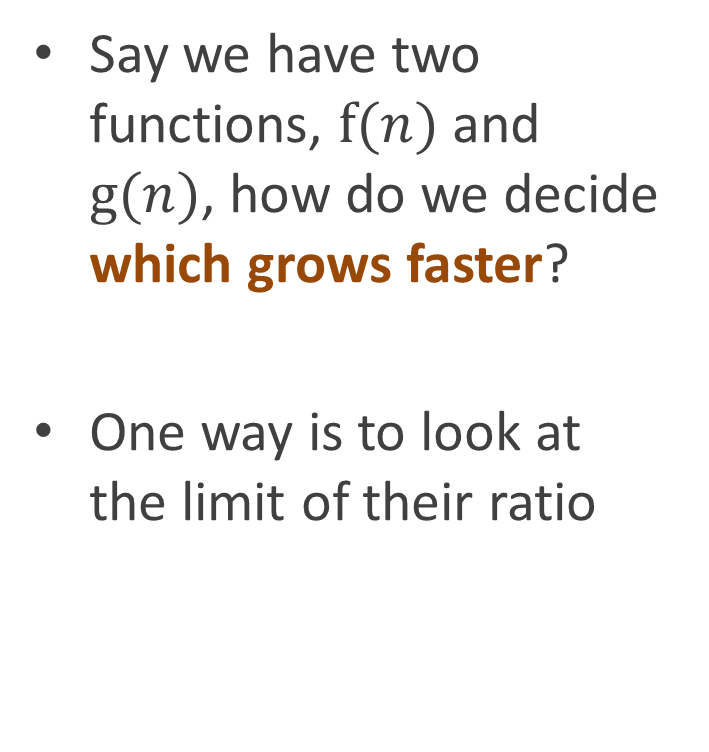 • Say we have two
functions, f(n) and
g(n), how do we decide
which grows faster?
• One way is to look at
the limit of their ratio